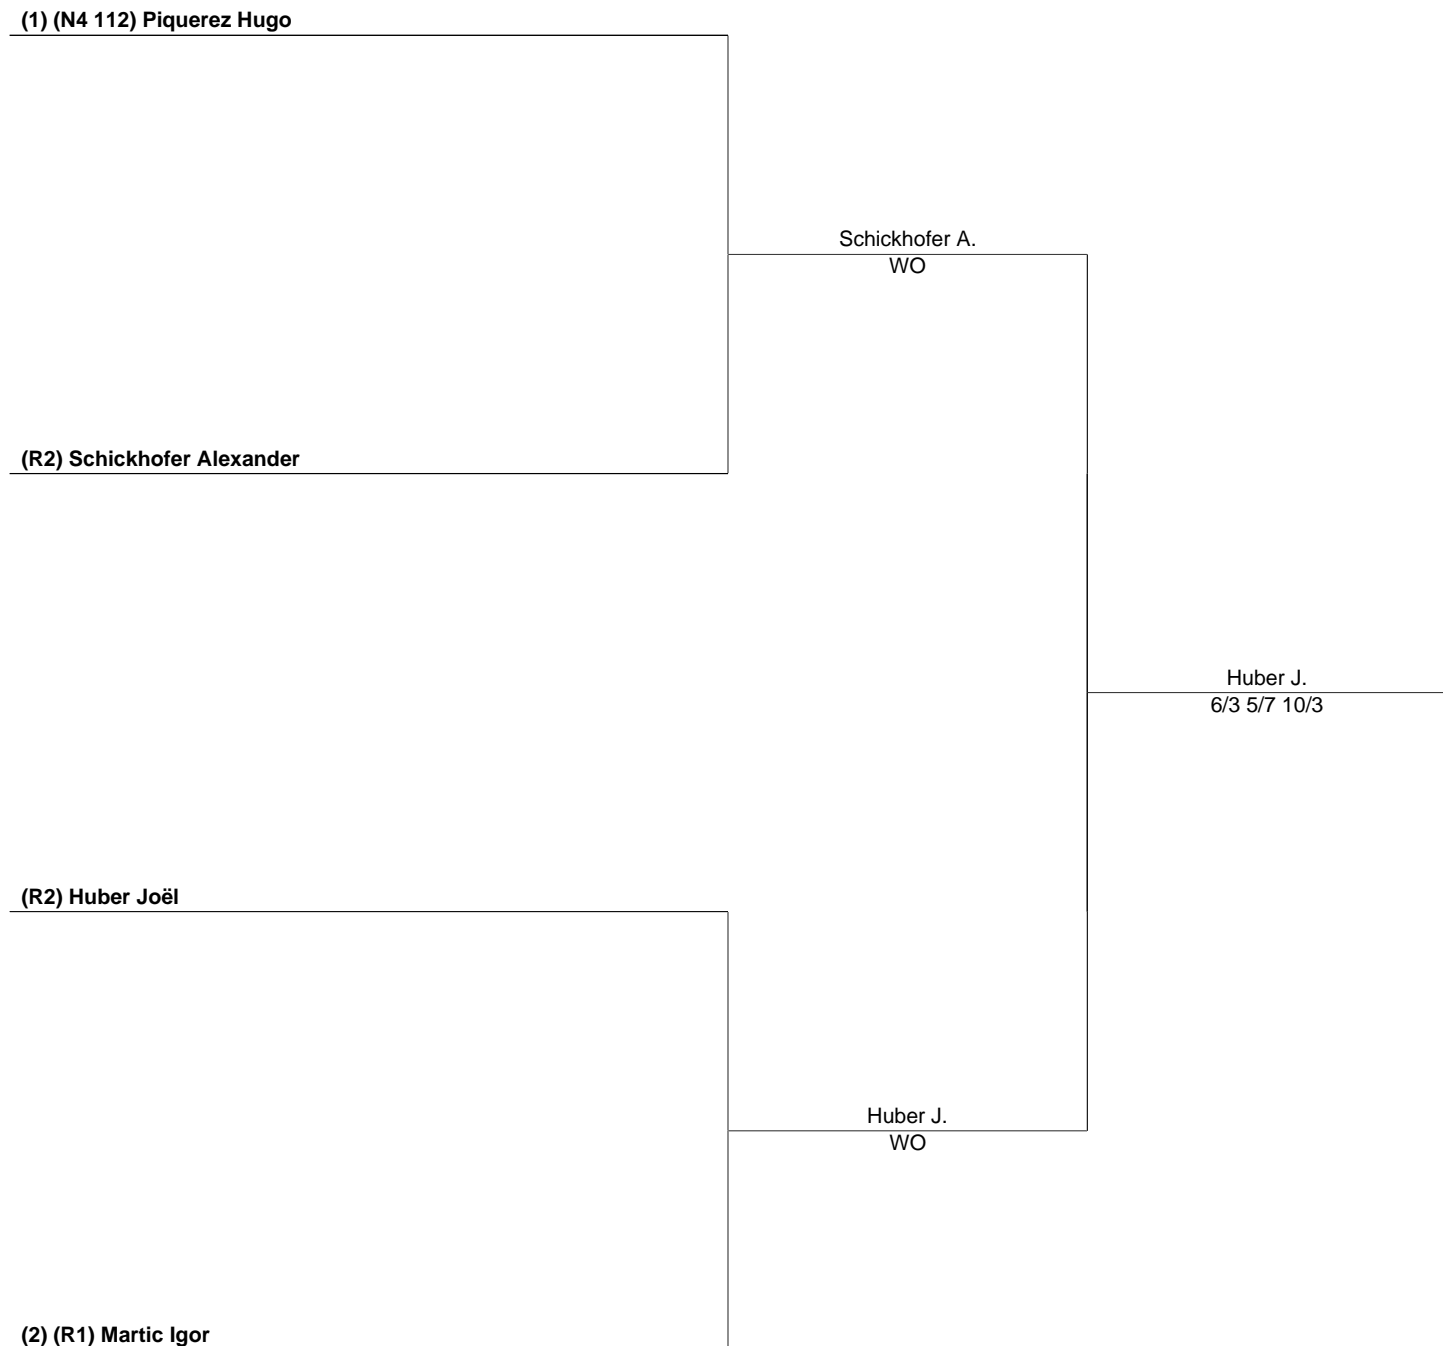 (1) (N4 112) Piquerez Hugo
Schickhofer A.
WO
(R2) Schickhofer Alexander
Huber J.
6/3 5/7 10/3
(R2) Huber Joël
Huber J.
WO
(2) (R1) Martic Igor